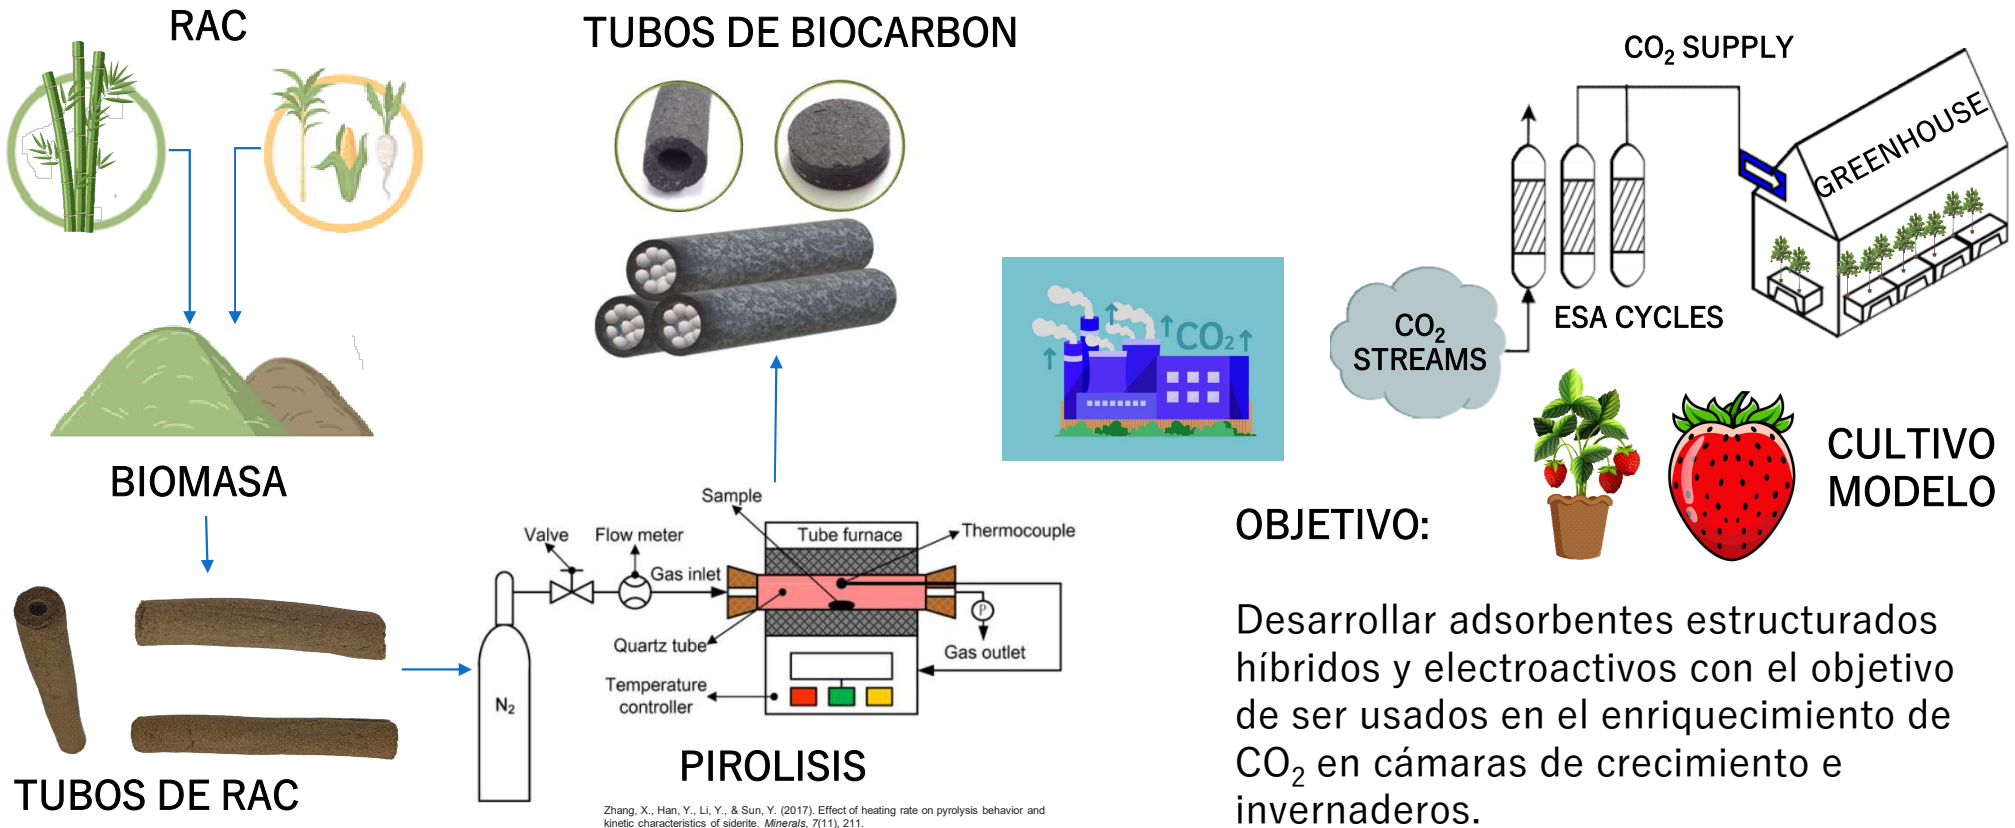 RAC
BIOMASA
TUBOS DE RAC
TUBOS DE BIOCARBON
Sample
Valve
Flow meter
Tube furnace
Thermocouple
Gas inlet
P
Quartz tube
Gas outlet
Temperature
controller
N₂
PIROLISIS
Zhang, X., Han, Y., Li, Y., & Sun, Y. (2017). Effect of heating rate on pyrolysis behavior and
kinetic characteristics of siderite. Minerals, 7(11), 211.
CO₂
CO₂ SUPPLY
GREENHOUSE
ESA CYCLES
CO₂
STREAMS
CULTIVO
MODELO
OBJETIVO:
Desarrollar adsorbentes estructurados
híbridos y electroactivos con el objetivo
de ser usados en el enriquecimiento de
CO₂ en cámaras de crecimiento e
invernaderos.